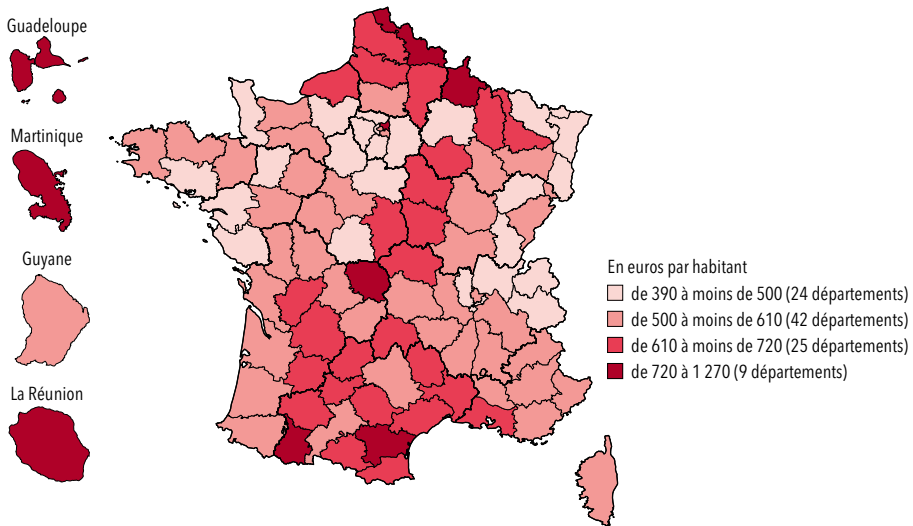 Guadeloupe
Martinique
Guyane
La Réunion
En euros par habitant
de 390 à moins de 500 (24 départements)
de 500 à moins de 610 (42 départements)
de 610 à moins de 720 (25 départements)
de 720 à 1 270 (9 départements)